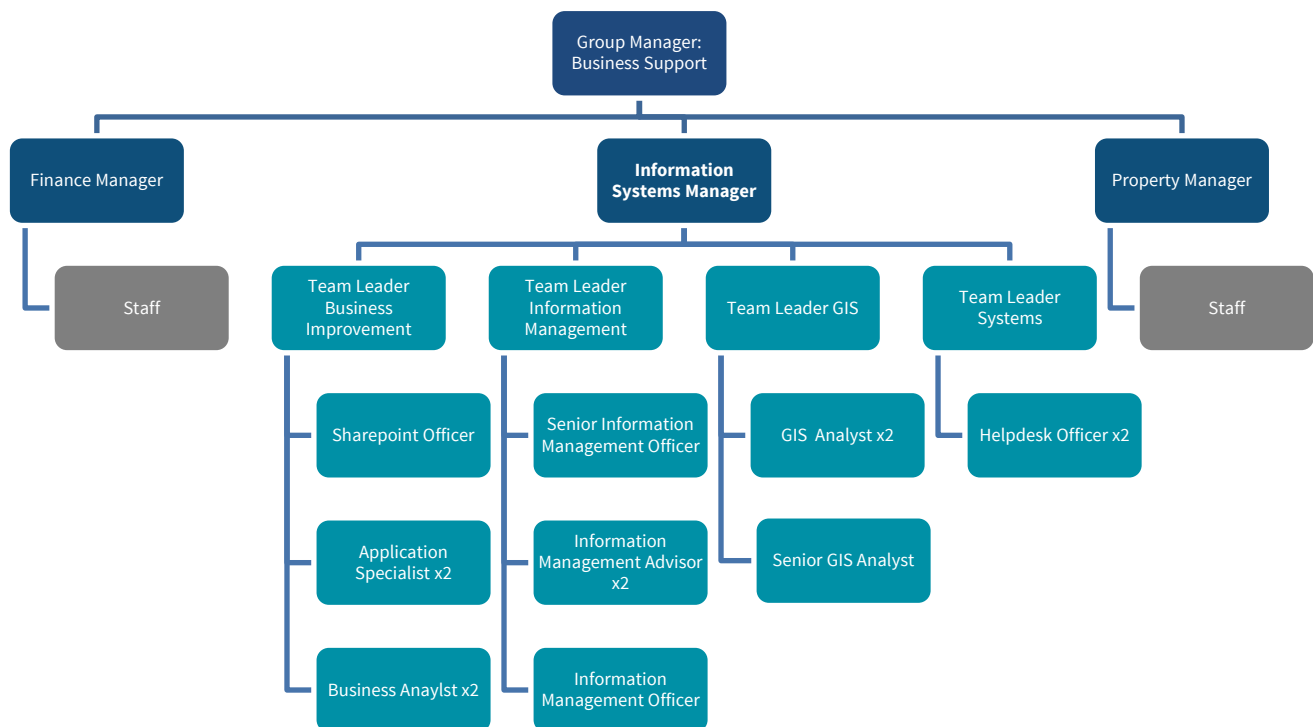 Group Manager:
Business Support
Finance Manager
Information
Systems Manager
Property Manager
Staff
Team Leader
Business
Improvement
Team Leader
Information
Management
Team Leader GIS
Team Leader
Systems
Staff
Sharepoint Officer
Senior Information
Management Officer
GIS  Analyst x2
Helpdesk Officer x2
Application
Specialist x2
Information
Management Advisor
x2
Senior GIS Analyst
Business Anaylst x2
Information
Management Officer